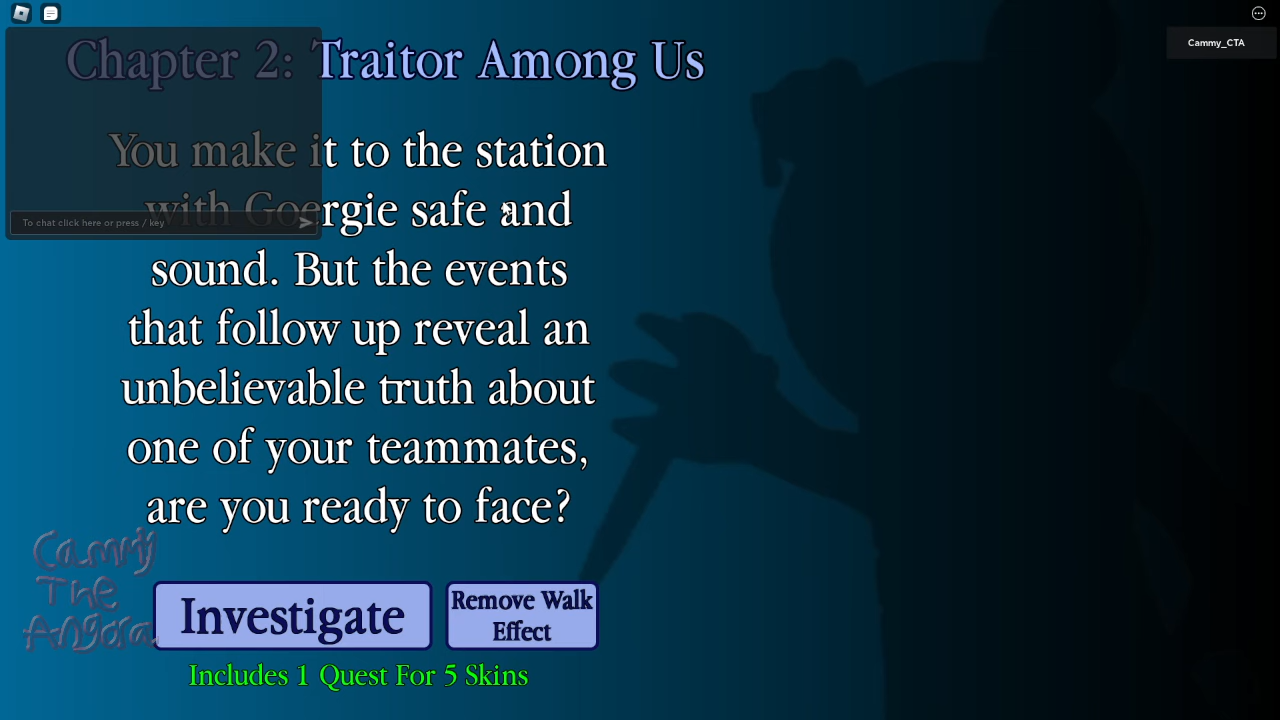 Cammy_CTA
Chapter 2: Traitor Among Us
You make it to the station
with Goergie safe and
To chat click here or press / key
sound. But the events
that follow up reveal an
unbelievable truth about
one of your teammates,
are you ready to face?
Cammy
The
Angora
Investigate
Remove Walk
Effect
Includes 1 Quest For 5 Skins